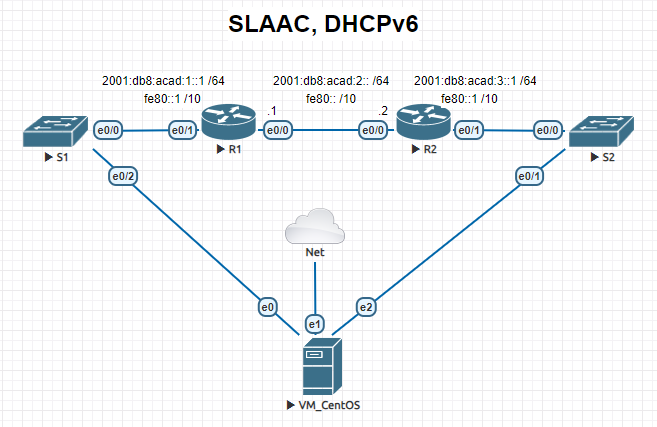 SLAAC, DHCPv6
2001:db8:acad:1::1 /64
fe80::1 /10
2001:db8:acad:2:: /64
fe80:: /10
2001:db8:acad:3::1 /64
fe80::1 /10
.1
.2
e0/0
e0/1
e0/0
e0/0
e0/1
e0/0
S1
R1
R2
S2
e0/2
e0/1
Net
e0
e1
e2
VM_CentOS